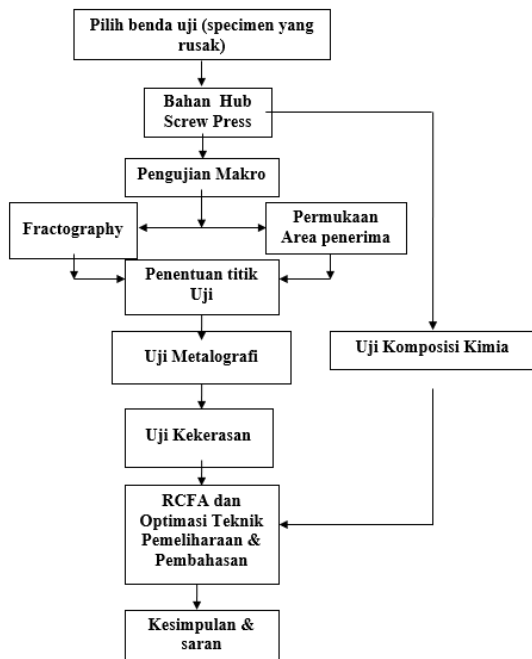 Pilih benda uji (specimen yang
rusak)
Bahan Hub
Screw Press
Pengujian Makro
Fractography
Permukaan
Area penerima
Penentuan titik
Uji
Uji Metalografi
Uji Komposisi Kimia
Uji Kekerasan
RCFA dan
Optimasi Teknik
Pemeliharaan &
Pembahasan
Kesimpulan &
saran